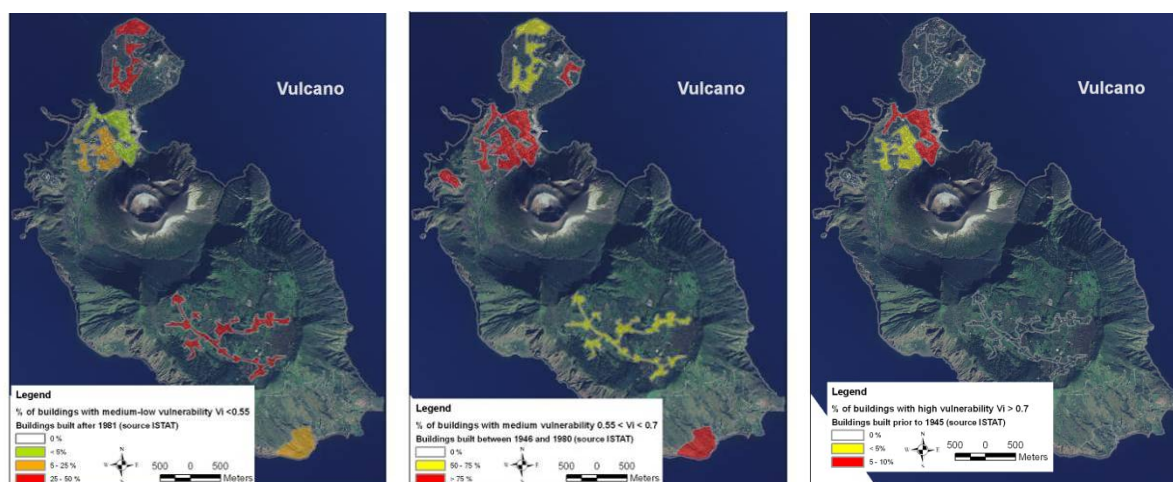 Vulcano
Legend
% of buildings with medium-low vulnerability Vi <0.55
Buildings built after 1981 (source ISTAT)
0 %
< 5%
5 - 25 %
25 - 50 %
N
W E
S
500 0 500
Meters
Vulcano
Legend
% of buildings with medium vulnerability 0.55 < Vi < 0.7
Buildings built between 1946 and 1980 (source ISTAT)
0 %
50 - 75 %
> 75 %
N
W E
S
500 0 500
Meters
Vulcano
Legend
% of buildings with high vulnerability Vi > 0.7
Buildings built prior to 1945 (source ISTAT)
0 %
< 5%
5 - 10%
N
W E
S
500 0 500
Meters